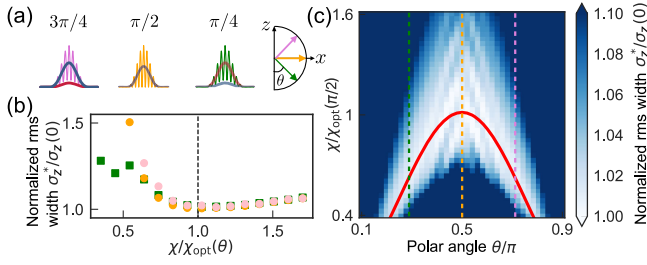 (a) 3π/4 π/2 π/4 z x θ
(b)
Normalized rms
width σ*z/σz(0)
1.5
1.0
0.5 1.0 1.5
χ/χopt(θ)
(c)
χ/χopt(π/2)
1.6
1
0.4
0.1 0.5 0.9
Polar angle θ/π
1.10
1.08
1.06
1.04
1.02
1.00
Normalized rms width σ*z/σz(0)